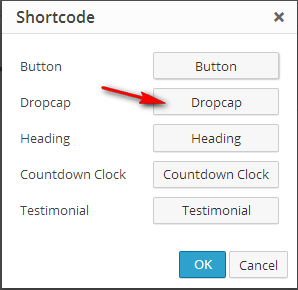 Shortcode ×
Button Button
Dropcap Dropcap
Heading Heading
Countdown Clock Countdown Clock
Testimonial Testimonial
OK Cancel